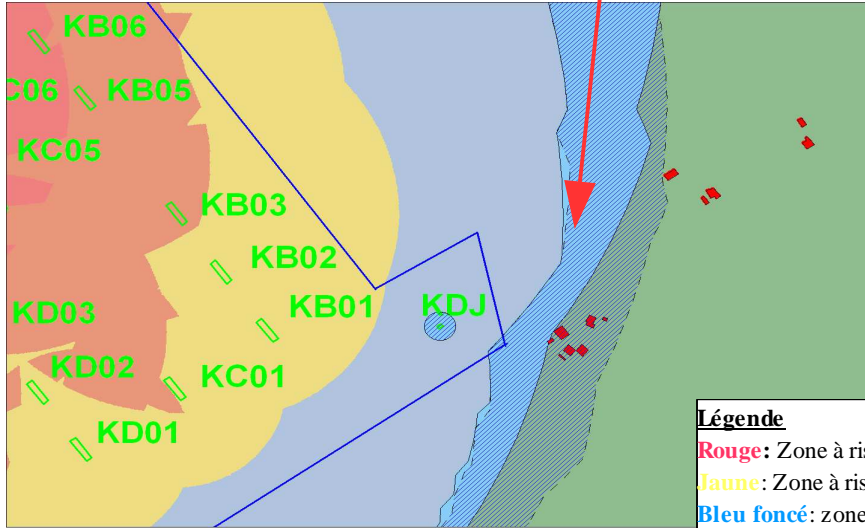 KB06
C06
KB05
KC05
KB03
KB02
KD03
KB01
KDJ
KD02
KC01
KD01
Légende
Rouge: Zone à ris
Jaune: Zone à ris
Bleu foncé: zone